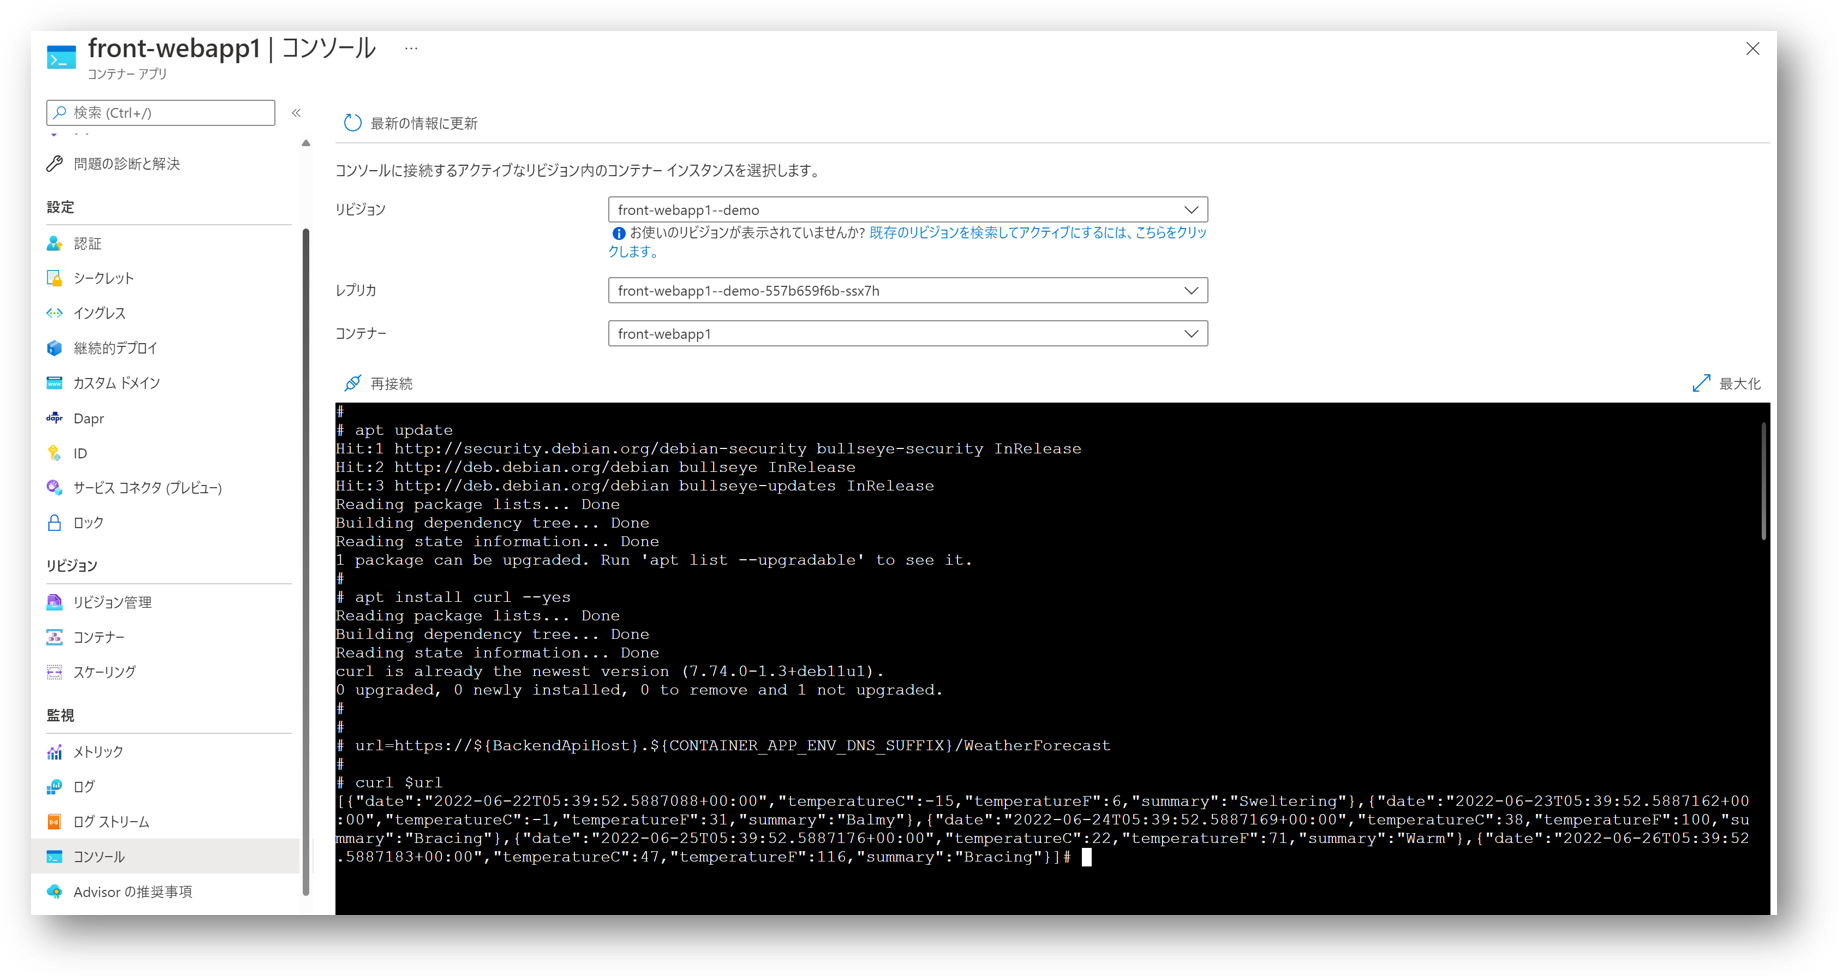 front-webapp1 | コンソール …
コンテナー アプリ
検索 (Ctrl+/)
«
問題の診断と解決
設定
認証
シークレット
イングレス
継続的デプロイ
カスタム ドメイン
Dapr
ID
サービス コネクタ (プレビュー)
ロック
リビジョン
リビジョン管理
コンテナー
スケーリング
監視
メトリック
ログ
ログ ストリーム
コンソール
Advisor の推奨事項
最新の情報に更新
コンソールに接続するアクティブなリビジョン内のコンテナー インスタンスを選択します。
リビジョン
front-webapp1--demo
お使いのリビジョンが表示されていませんか? 既存のリビジョンを検索してアクティブにするには、こちらをクリッ
クします。
レプリカ
front-webapp1--demo-557b659f6b-ssx7h
コンテナー
front-webapp1
再接続
最大化
#
# apt update
Hit:1 http://security.debian.org/debian-security bullseye-security InRelease
Hit:2 http://deb.debian.org/debian bullseye InRelease
Hit:3 http://deb.debian.org/debian bullseye-updates InRelease
Reading package lists... Done
Building dependency tree... Done
Reading state information... Done
1 package can be upgraded. Run 'apt list --upgradable' to see it.
#
# apt install curl --yes
Reading package lists... Done
Building dependency tree... Done
Reading state information... Done
curl is already the newest version (7.74.0-1.3+deb11u1).
0 upgraded, 0 newly installed, 0 to remove and 1 not upgraded.
#
#
# url=https://${BackendApiHost}.${CONTAINER_APP_ENV_DNS_SUFFIX}/WeatherForecast
#
# curl $url
[{"date":"2022-06-22T05:39:52.5887088+00:00","temperatureC":-15,"temperatureF":6,"summary":"Sweltering"},{"date":"2022-06-23T05:39:52.5887162+00
:00","temperatureC":-1,"temperatureF":31,"summary":"Balmy"},{"date":"2022-06-24T05:39:52.5887169+00:00","temperatureC":38,"temperatureF":100,"su
mmary":"Bracing"},{"date":"2022-06-25T05:39:52.5887176+00:00","temperatureC":22,"temperatureF":71,"summary":"Warm"},{"date":"2022-06-26T05:39:52
.5887183+00:00","temperatureC":47,"temperatureF":116,"summary":"Bracing"}]#